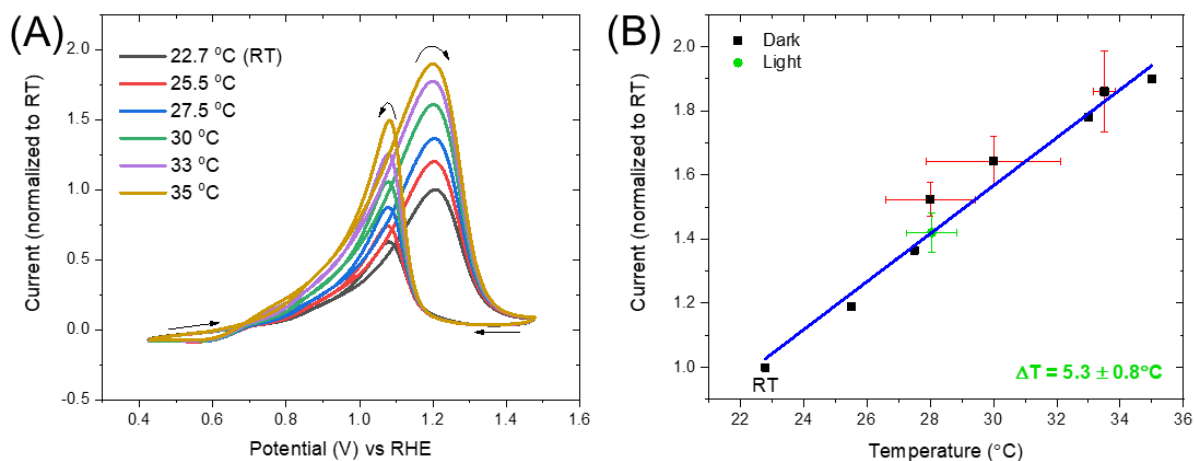 (A)
22.7 °C (RT)
25.5 °C
27.5 °C
30 °C
33 °C
35 °C
Current (normalized to RT)
2.0
1.5
1.0
0.5
0.0
-0.5
0.4 0.6 0.8 1.0 1.2 1.4
Potential (V) vs RHE
(B)
Dark
Light
Current (normalized to RT)
2.0
1.8
1.6
1.4
1.2
1.0
RT
ΔT = 5.3 ± 0.8°C
22 24 26 28 30 32 34 36
Temperature (°C)